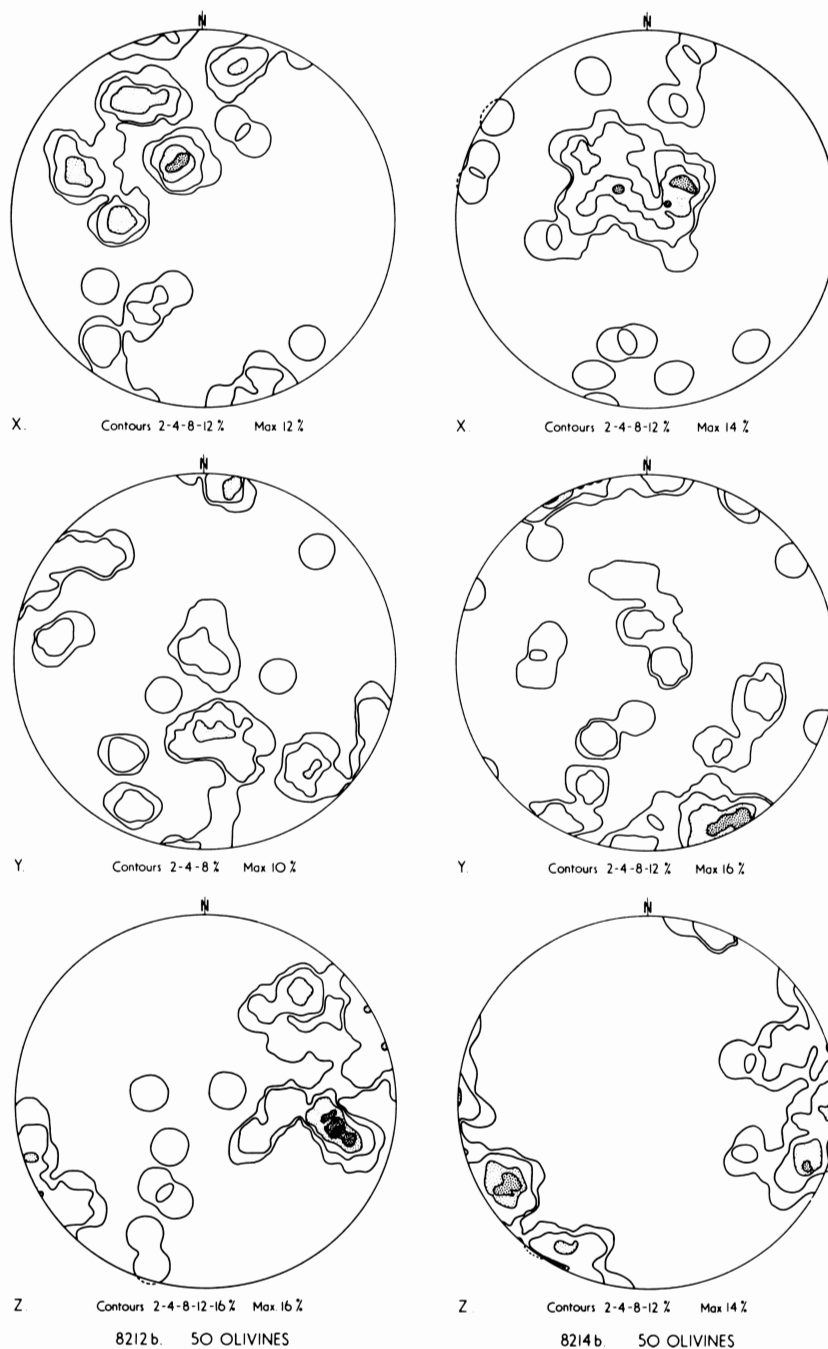 N N
X. Contours 2-4-8-12 % Max 12 % X Contours 2-4-8-12 % Max 14 %
N N
Y. Contours 2-4-8 % Max 10 % Y. Contours 2-4-8-12 % Max 16 %
N N
Z. Contours 2-4-8-12-16 % Max. 16 % Z Contours 2-4-8-12 % Max 14 %
8212 b. 50 OLIVINES 8214 b. 50 OLIVINES